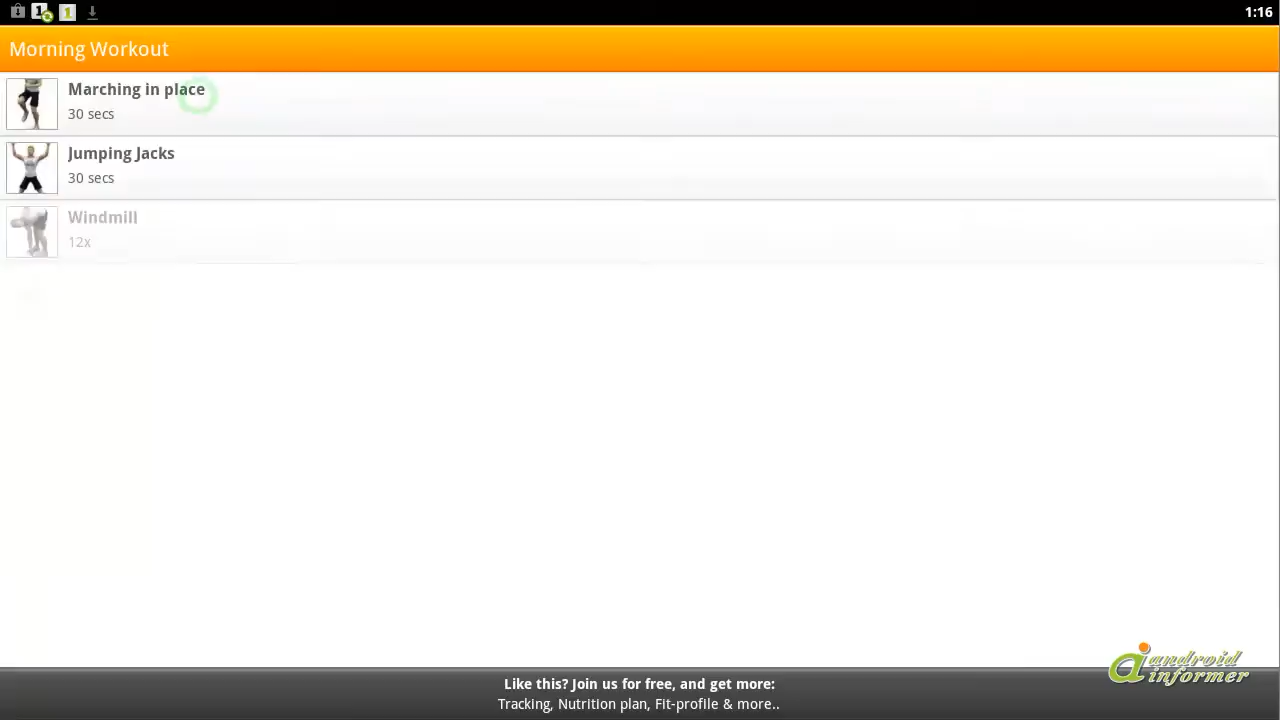 1:16
Morning Workout
Marching in place
30 secs
Jumping Jacks
30 secs
Windmill
12x
android
informer
Like this? Join us for free, and get more:
Tracking, Nutrition plan, Fit-profile & more..